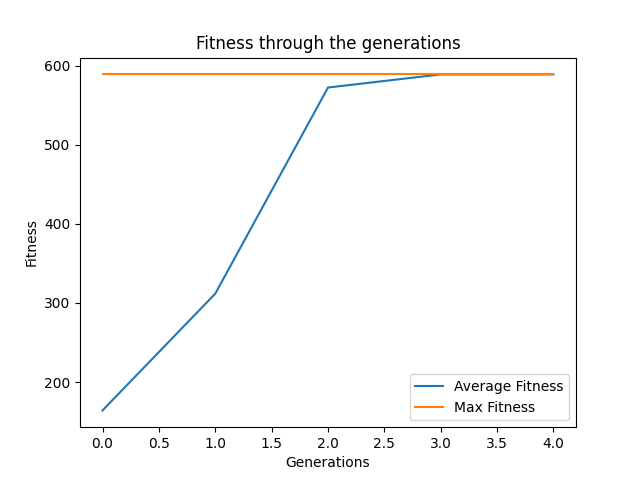 Fitness through the generations
600
500
400
300
200
Fitness
0.0 0.5 1.0 1.5 2.0 2.5 3.0 3.5 4.0
Generations
Average Fitness
Max Fitness